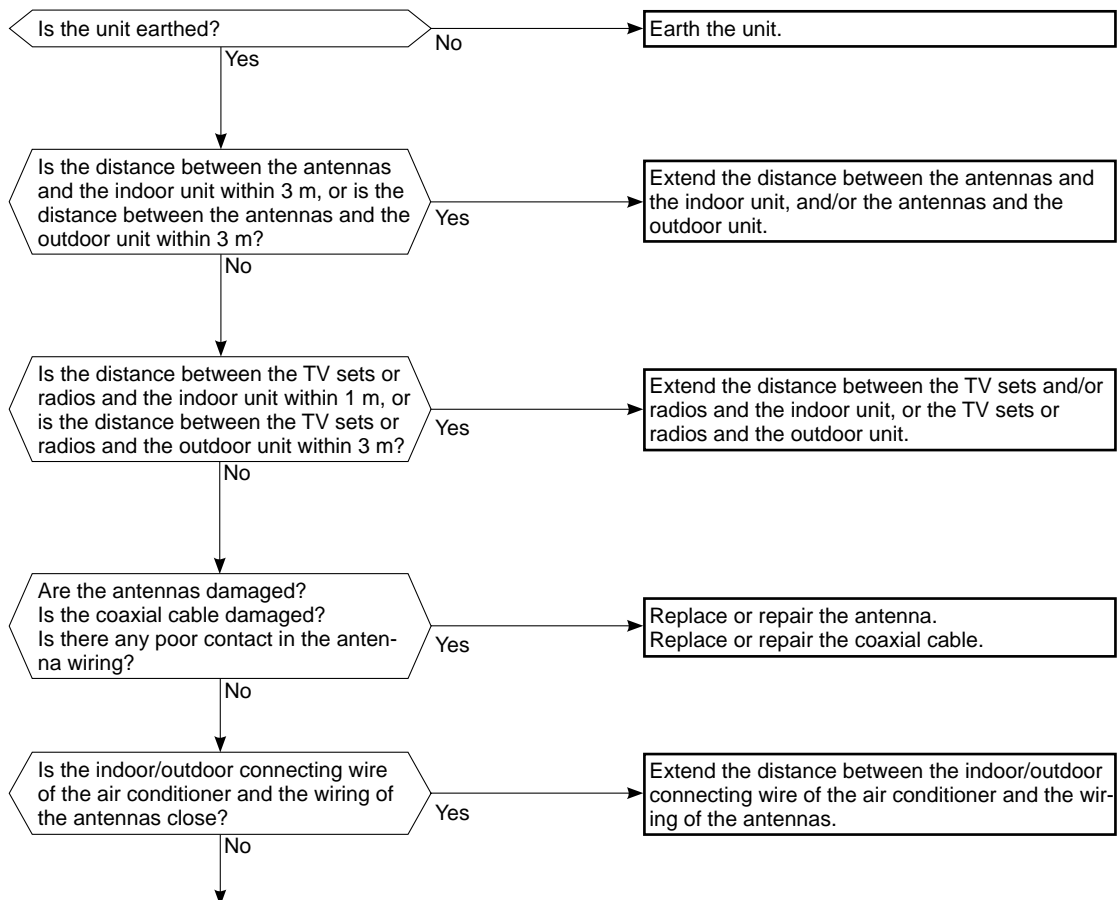 Is the unit earthed?
No
Earth the unit.
Yes
Is the distance between the antennas
and the indoor unit within 3 m, or is the
distance between the antennas and the
outdoor unit within 3 m?
Yes
Extend the distance between the antennas and
the indoor unit, and/or the antennas and the
outdoor unit.
No
Is the distance between the TV sets or
radios and the indoor unit within 1 m, or
is the distance between the TV sets or
radios and the outdoor unit within 3 m?
Yes
Extend the distance between the TV sets and/or
radios and the indoor unit, or the TV sets or
radios and the outdoor unit.
No
Are the antennas damaged?
Is the coaxial cable damaged?
Is there any poor contact in the anten-
na wiring?
Yes
Replace or repair the antenna.
Replace or repair the coaxial cable.
No
Is the indoor/outdoor connecting wire
of the air conditioner and the wiring of
the antennas close?
Yes
Extend the distance between the indoor/outdoor
connecting wire of the air conditioner and the wir-
ing of the antennas.
No